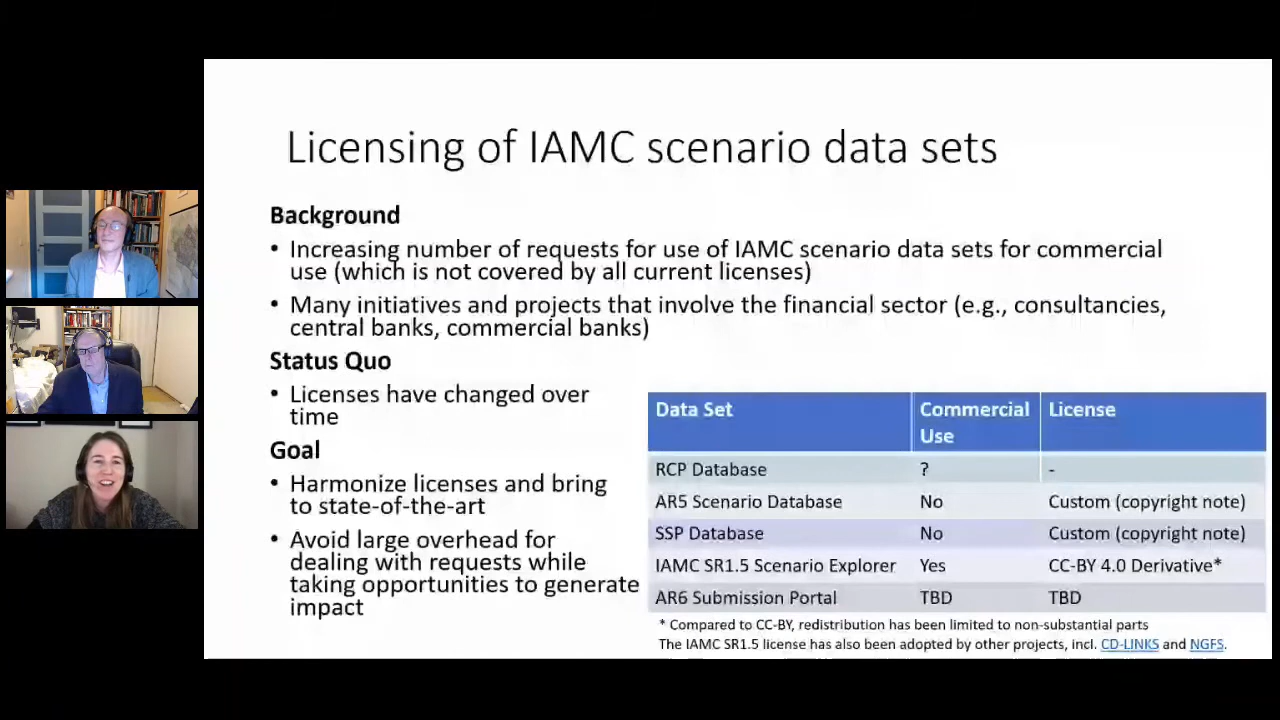 Licensing of IAMC scenario data sets
Background
• Increasing number of requests for use of IAMC scenario data sets for commercial
use (which is not covered by all current licenses)
• Many initiatives and projects that involve the financial sector (e.g., consultancies,
central banks, commercial banks)
Status Quo
• Licenses have changed over
time
Goal
• Harmonize licenses and bring
to state-of-the-art
• Avoid large overhead for
dealing with requests while
taking opportunities to generate
impact
Data Set Commercial License
Use
RCP Database ? -
AR5 Scenario Database No Custom (copyright note)
SSP Database No Custom (copyright note)
IAMC SR1.5 Scenario Explorer Yes CC-BY 4.0 Derivative*
AR6 Submission Portal TBD TBD
* Compared to CC-BY, redistribution has been limited to non-substantial parts
The IAMC SR1.5 license has also been adopted by other projects, incl. CD-LINKS and NGFS.